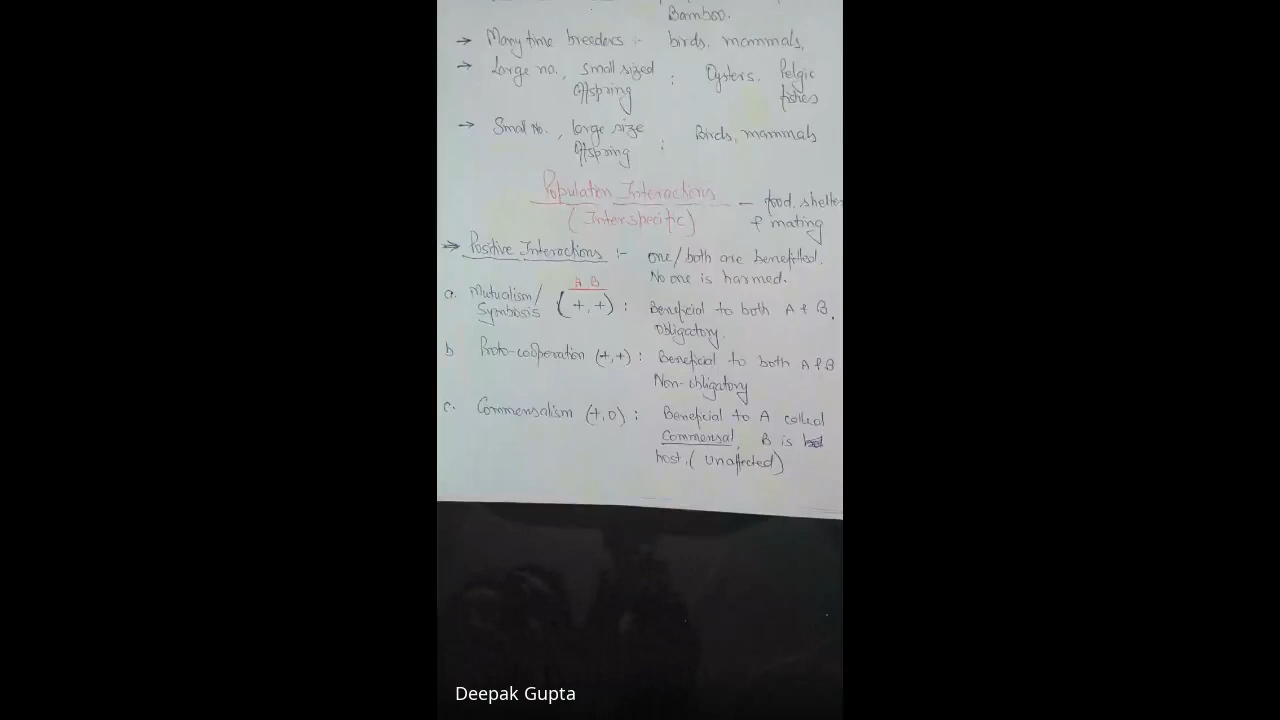 Bamboo.
→ Many time breeders :- birds, mammals,
→ Large no., small sized offspring : Oysters, Pelgic fishes
→ Small No., large size offspring : Birds, mammals
Population Interactions
(Interspecific) — food, shelter & mating
→ Positive Interactions :- one/both are benefitted.
No one is harmed.
A B
a. Mutualism/ Symbiosis (+, +) : Beneficial to both A & B.
Obligatory.
b Proto-cooperation (+,+) : Beneficial to both A & B
Non-obligatory
c. Commensalism (+,0) : Beneficial to A called
Commensal, B is
host. (unaffected)
Deepak Gupta